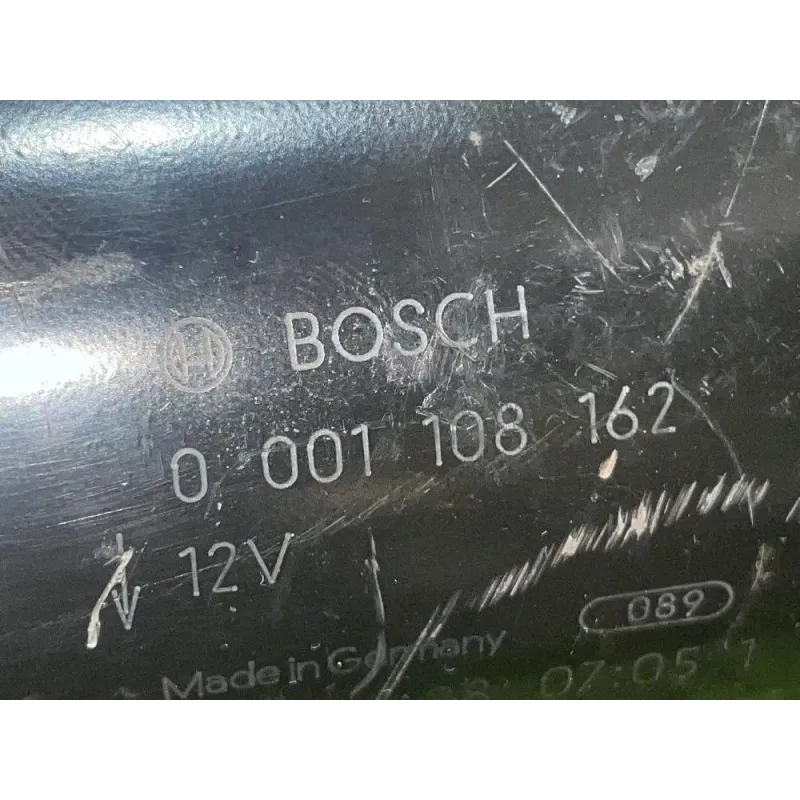 BOSCH
0 001 108 162
12V
089
Made in Germany
07:05